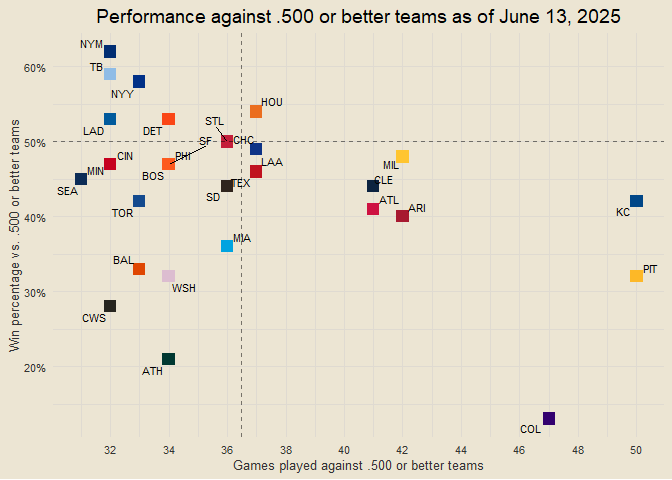 Performance against .500 or better teams as of June 13, 2025
Win percentage vs. .500 or better teams
60%
50%
40%
30%
20%
NYM
TB
NYY
HOU
LAD
DET
STL
SF
CHC
CIN
PHI
LAA
MIL
MIN
BOS
TEX
CLE
SEA
SD
ATL
TOR
ARI
KC
MIA
BAL
WSH
PIT
CWS
ATH
COL
32 34 36 38 40 42 44 46 48 50
Games played against .500 or better teams